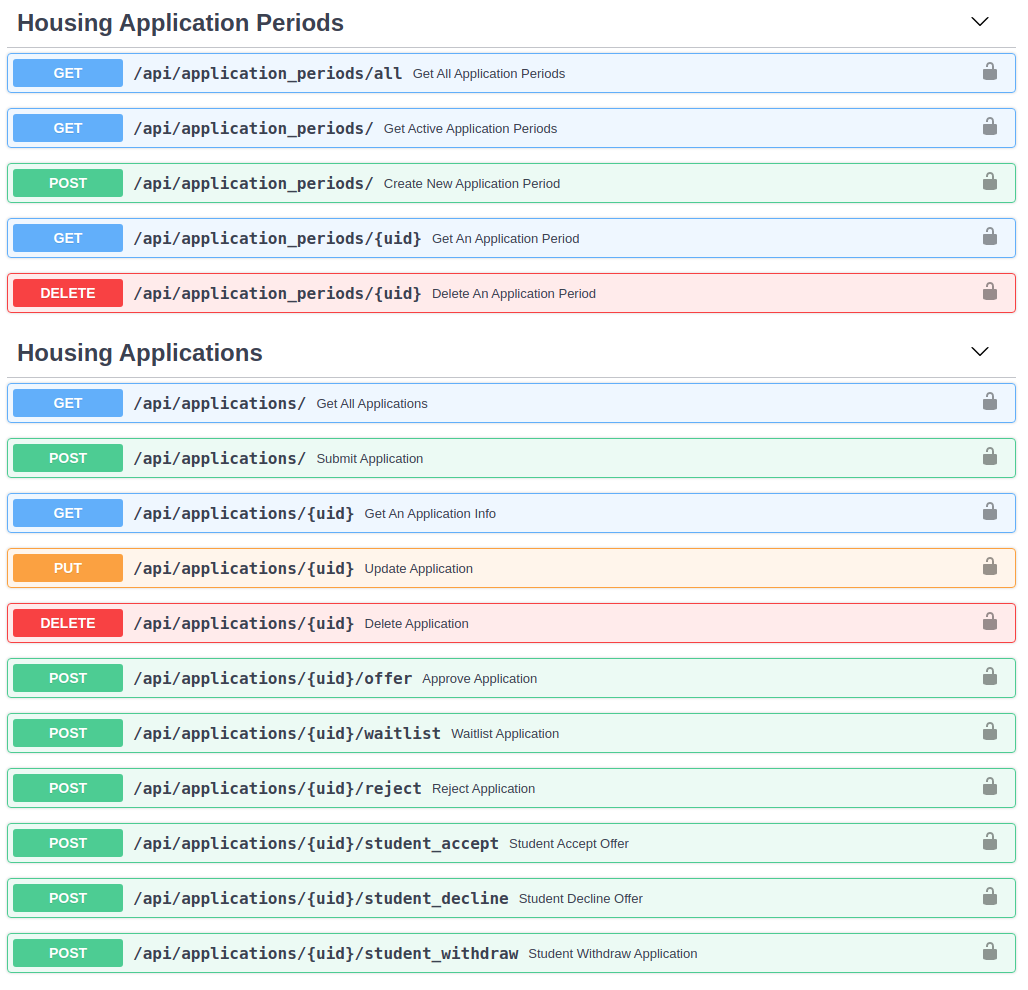 Housing Application Periods
GET /api/application_periods/all Get All Application Periods
GET /api/application_periods/ Get Active Application Periods
POST /api/application_periods/ Create New Application Period
GET /api/application_periods/{uid} Get An Application Period
DELETE /api/application_periods/{uid} Delete An Application Period
Housing Applications
GET /api/applications/ Get All Applications
POST /api/applications/ Submit Application
GET /api/applications/{uid} Get An Application Info
PUT /api/applications/{uid} Update Application
DELETE /api/applications/{uid} Delete Application
POST /api/applications/{uid}/offer Approve Application
POST /api/applications/{uid}/waitlist Waitlist Application
POST /api/applications/{uid}/reject Reject Application
POST /api/applications/{uid}/student_accept Student Accept Offer
POST /api/applications/{uid}/student_decline Student Decline Offer
POST /api/applications/{uid}/student_withdraw Student Withdraw Application